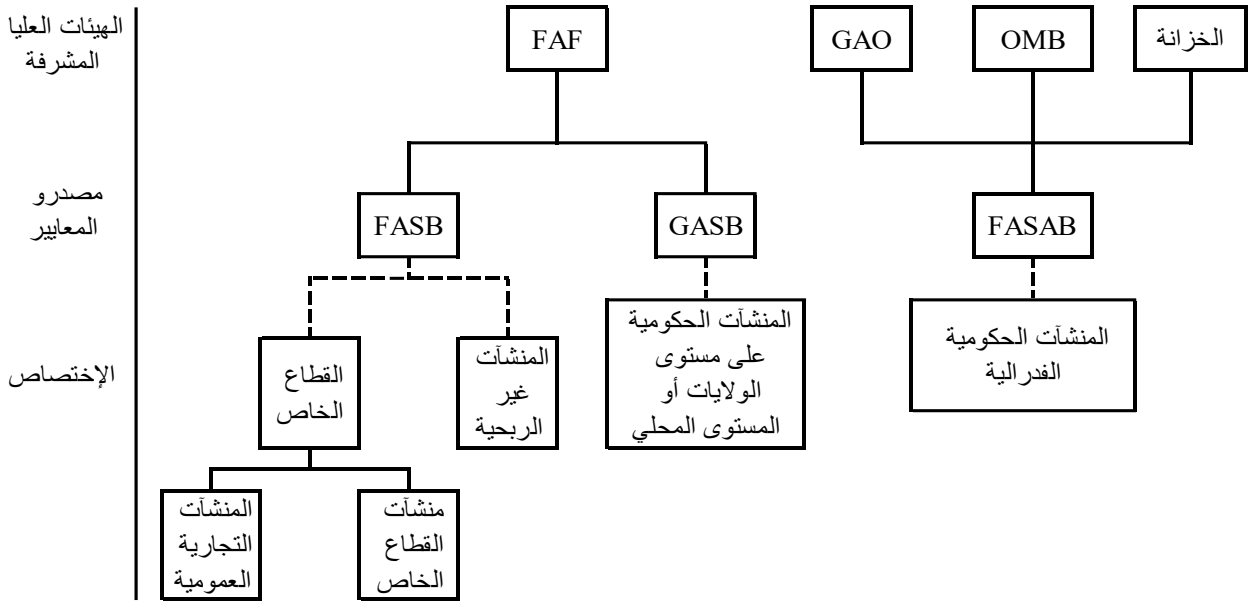 الهيئات العليا
المشرفة
FAF
GAO
OMB
الخزانة
مصدرو
المعايير
FASB
GASB
FASAB
الإختصاص
القطاع
الخاص
المنشآت
غير
الربحية
المنشآت الحكومية
على مستوى
الولايات أو
المستوى المحلي
المنشآت الحكومية
الفدرالية
المنشآت
التجارية
العمومية
منشآت
القطاع
الخاص